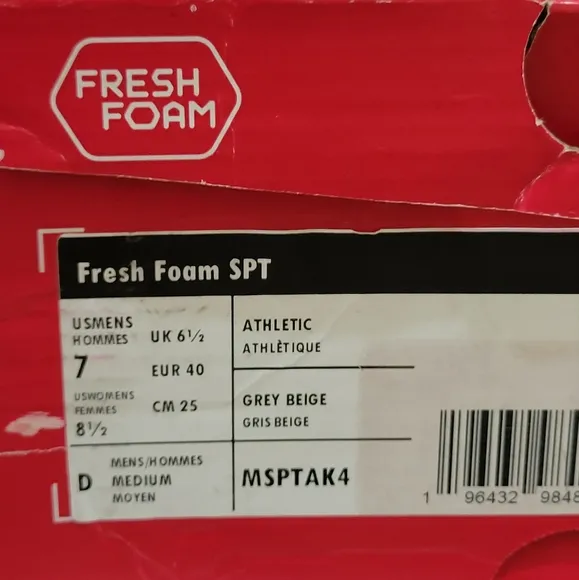 FRESH
FOAM
Fresh Foam SPT
USMENS
HOMMES
7
USWOMENS
FEMMES
8½
UK 6½
EUR 40
CM 25
ATHLETIC
ATHLÈTIQUE
GREY BEIGE
GRIS BEIGE
D
MENS/HOMMES
MEDIUM
MOYEN
MSPTAK4
1 96432 9848